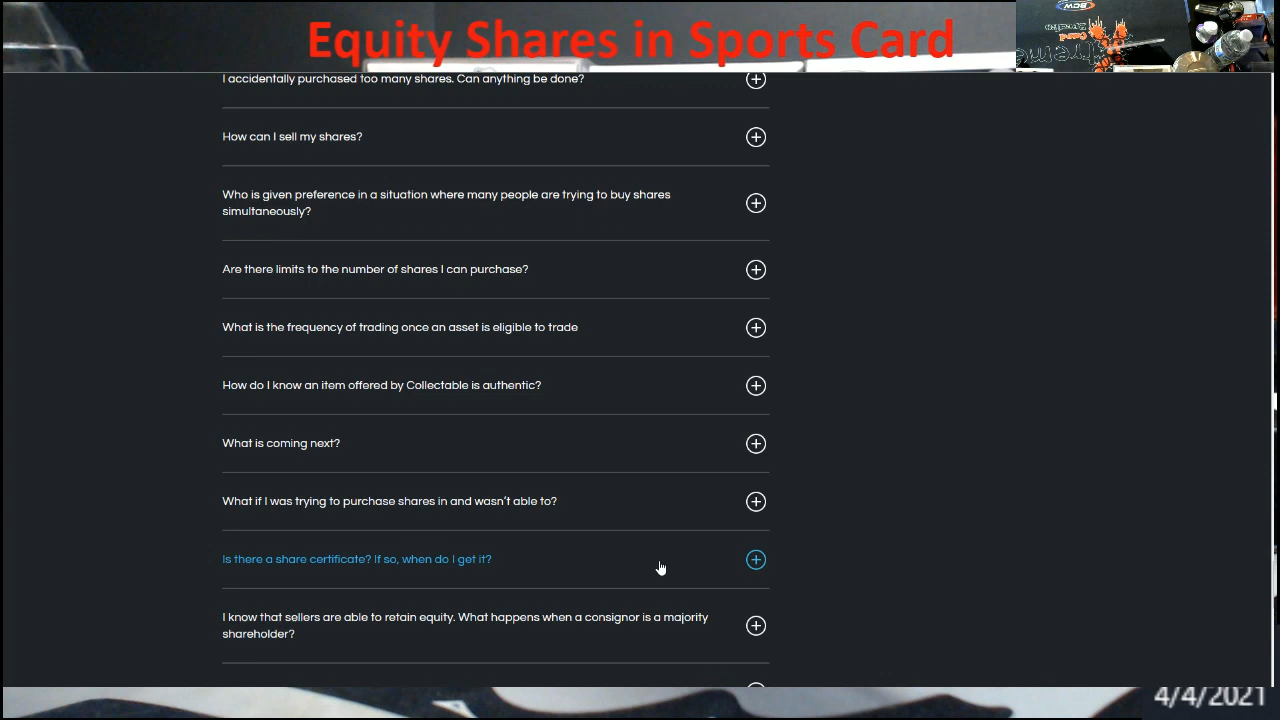 Equity Shares in Sports Card
BCW
I accidentally purchased too many shares. Can anything be done?
How can I sell my shares?
Who is given preference in a situation where many people are trying to buy shares
simultaneously?
Are there limits to the number of shares I can purchase?
What is the frequency of trading once an asset is eligible to trade
How do I know an item offered by Collectable is authentic?
What is coming next?
What if I was trying to purchase shares in and wasn't able to?
Is there a share certificate? If so, when do I get it?
I know that sellers are able to retain equity. What happens when a consignor is a majority
shareholder?
4/4/2021